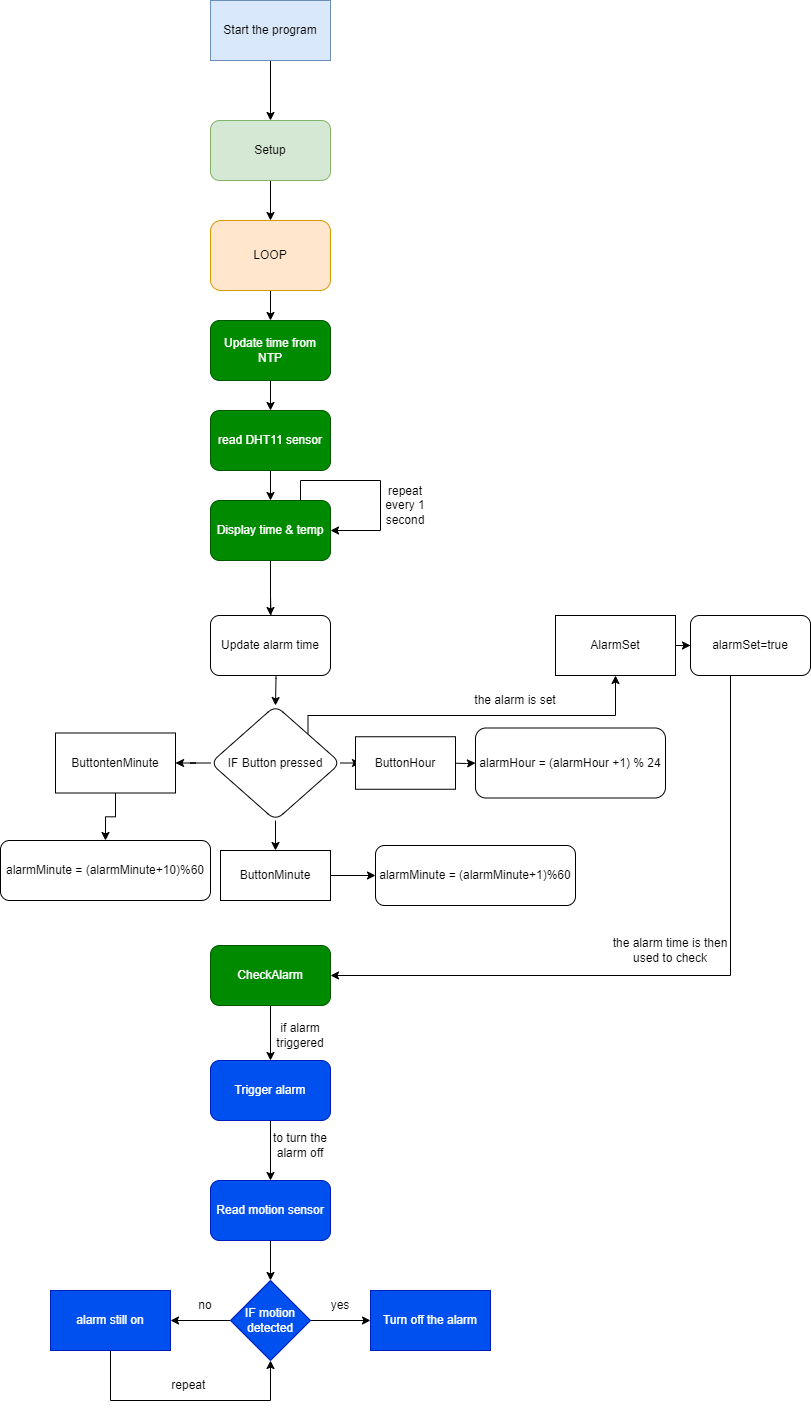 Start the program
Setup
LOOP
Update time from
NTP
read DHT11 sensor
repeat
every 1
second
Display time & temp
Update alarm time
AlarmSet
alarmSet=true
the alarm is set
ButtontenMinute
IF Button pressed
ButtonHour
alarmHour = (alarmHour +1) % 24
alarmMinute = (alarmMinute+10)%60
ButtonMinute
alarmMinute = (alarmMinute+1)%60
the alarm time is then
used to check
CheckAlarm
if alarm
triggered
Trigger alarm
to turn the
alarm off
Read motion sensor
no
yes
alarm still on
IF motion
detected
Turn off the alarm
repeat